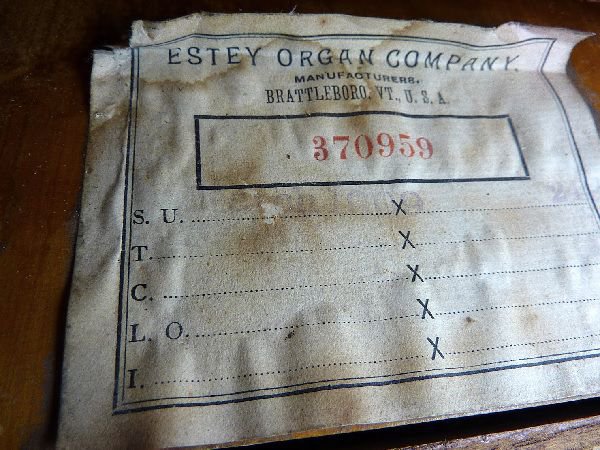 ESTEY ORGAN COMPANY.
MANUFACTURERS,
BRATTLEBORO, VT., U. S. A.
370959
S. U. X
T. X
C. X
L. O. X
I. X